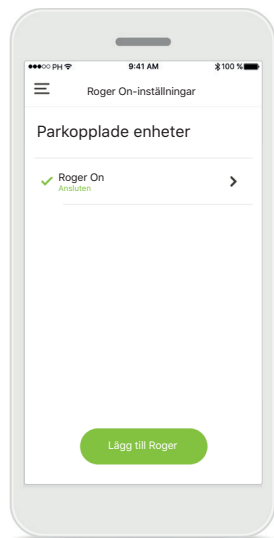 ●●●○○ PH 9:41 AM 100 %
Roger On-inställningar
Parkopplade enheter
Roger On
Ansluten
Lägg till Roger